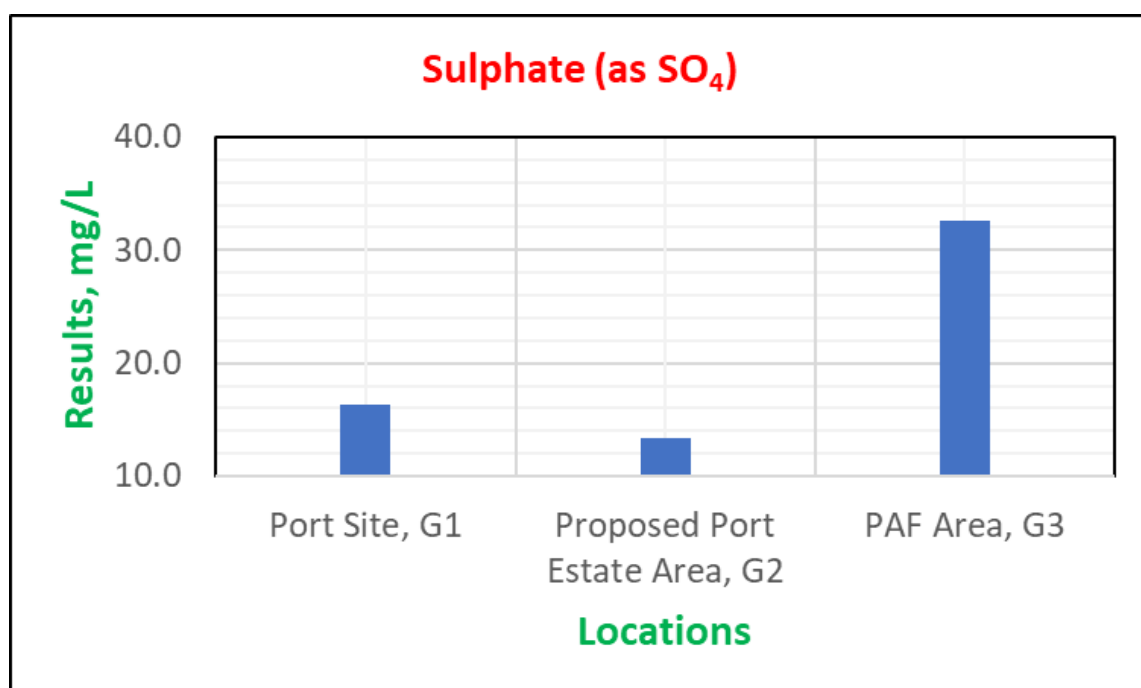 Sulphate (as SO₄)
Results, mg/L
40.0
30.0
20.0
10.0
Port Site, G1
Proposed Port
Estate Area, G2
PAF Area, G3
Locations